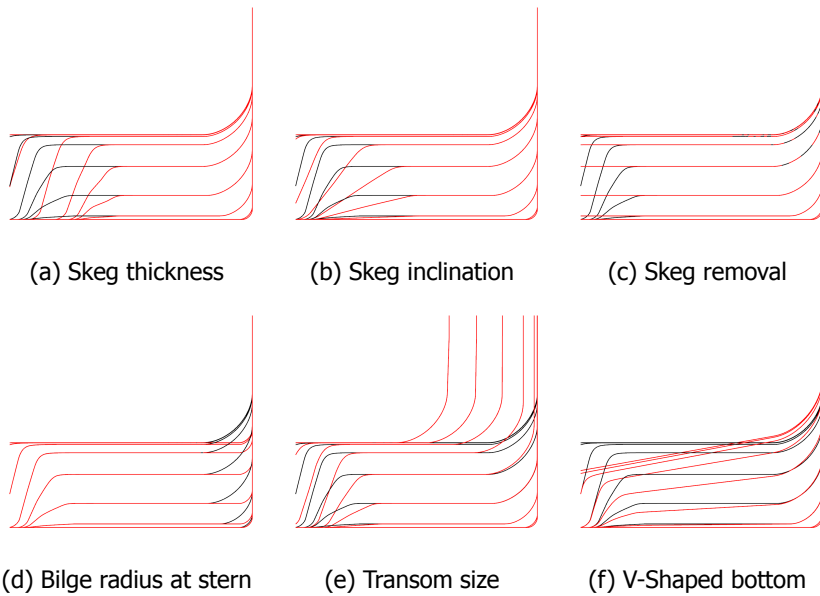 (a) Skeg thickness
(b) Skeg inclination
(c) Skeg removal
(d) Bilge radius at stern
(e) Transom size
(f) V-Shaped bottom